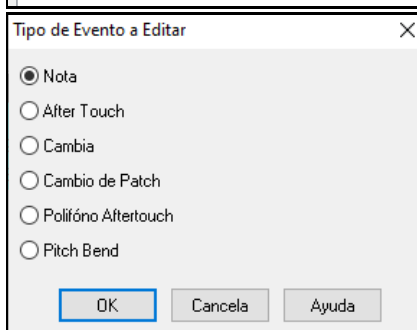 Tipo de Evento a Editar
Nota
After Touch
Cambia
Cambio de Patch
Polifóno Aftertouch
Pitch Bend
OK Cancela Ayuda